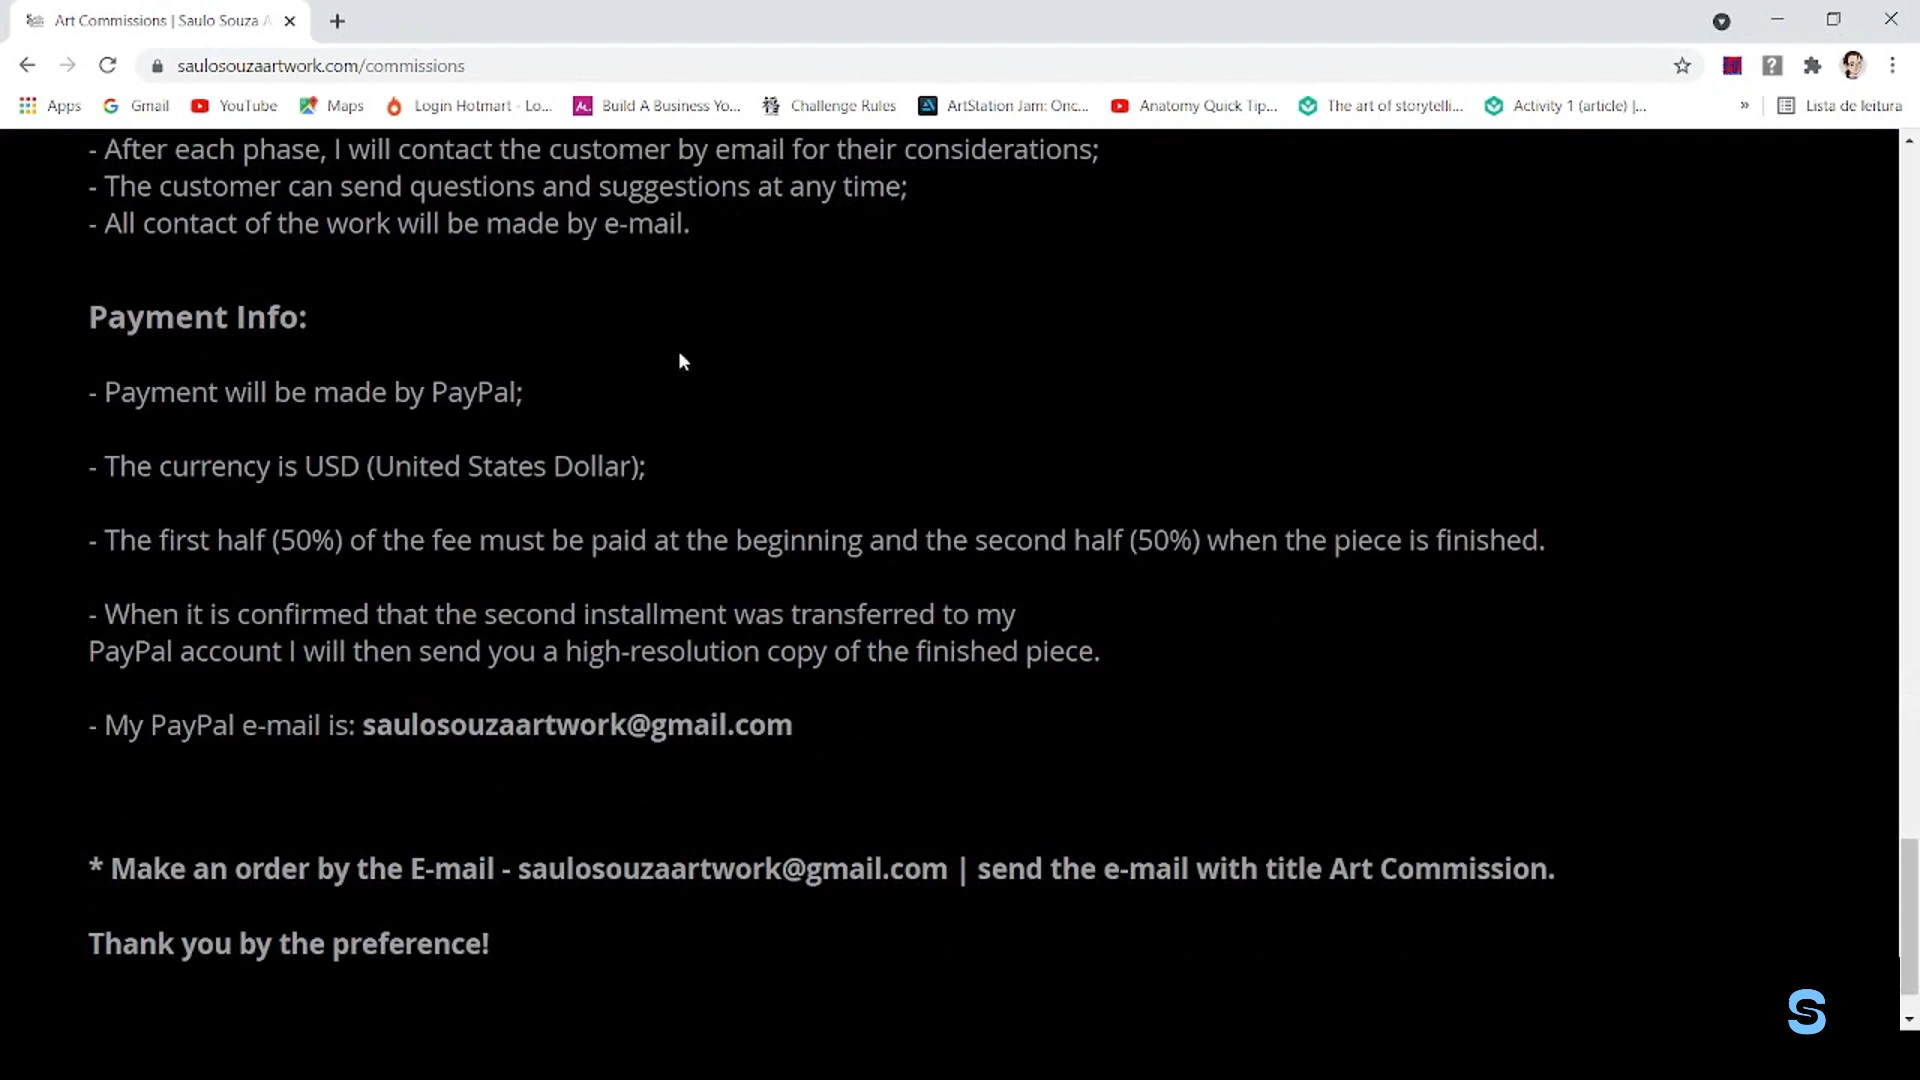 Art Commissions | Saulo Souza A
saulosouzaartwork.com/commissions
Apps Gmail YouTube Maps Login Hotmart - Lo... Build A Business Yo... Challenge Rules ArtStation Jam: Onc... Anatomy Quick Tip... The art of storytelli... Activity 1 (article) |... » Lista de leitura
- After each phase, I will contact the customer by email for their considerations;
- The customer can send questions and suggestions at any time;
- All contact of the work will be made by e-mail.
Payment Info:
- Payment will be made by PayPal;
- The currency is USD (United States Dollar);
- The first half (50%) of the fee must be paid at the beginning and the second half (50%) when the piece is finished.
- When it is confirmed that the second installment was transferred to my
PayPal account I will then send you a high-resolution copy of the finished piece.
- My PayPal e-mail is: saulosouzaartwork@gmail.com
* Make an order by the E-mail - saulosouzaartwork@gmail.com | send the e-mail with title Art Commission.
Thank you by the preference!
S